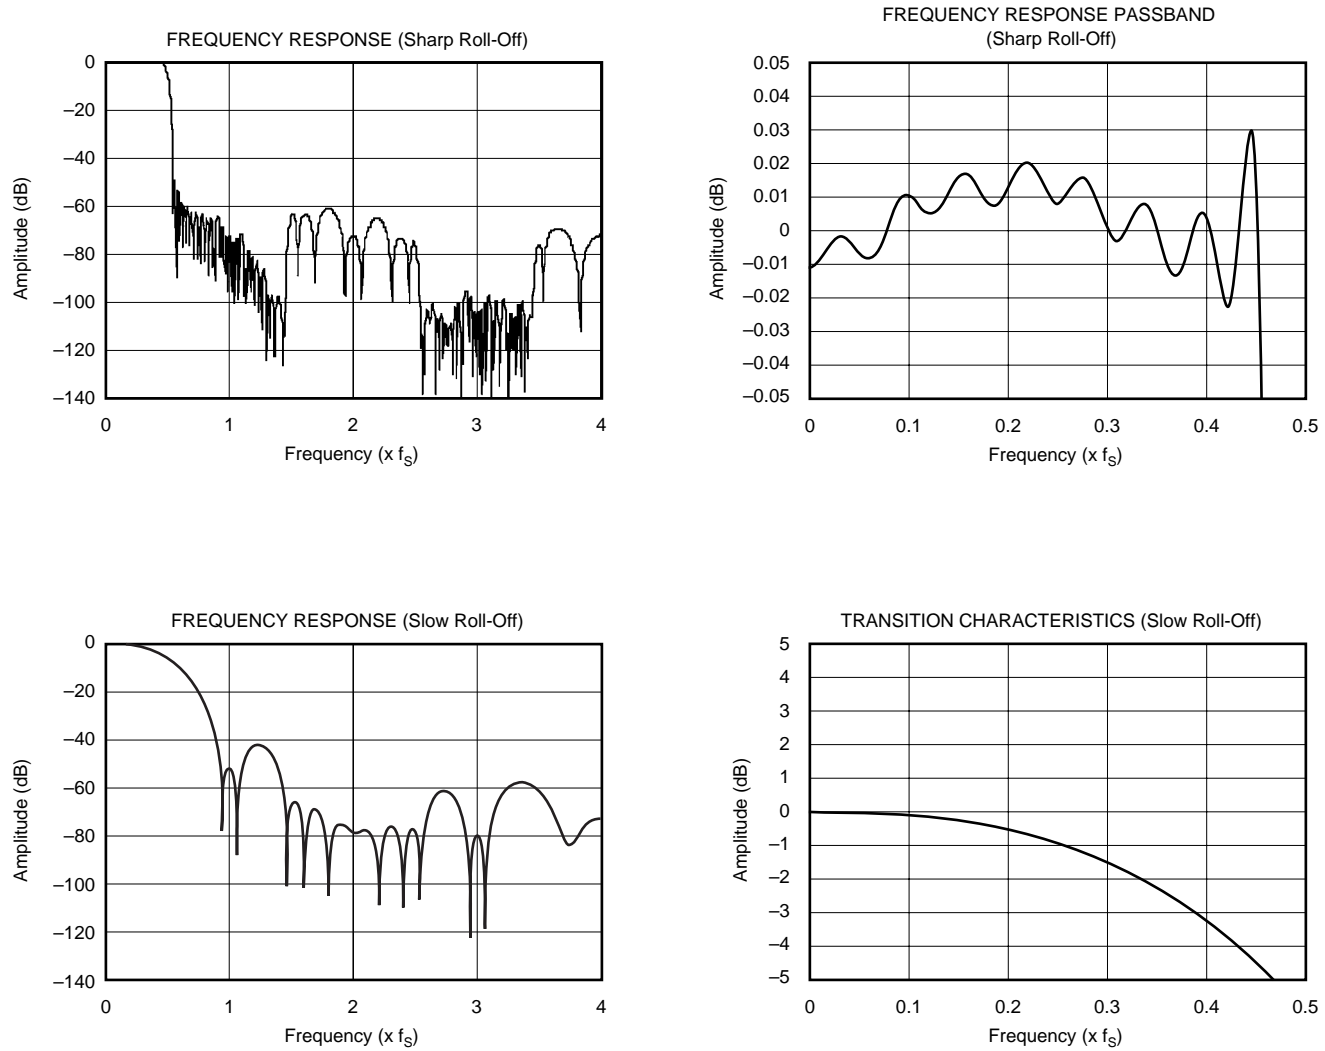 FREQUENCY RESPONSE (Sharp Roll-Off)
0
–20
–40
–60
–80
–100
–120
–140
Amplitude (dB)
0 1 2 3 4
Frequency (x fS)
FREQUENCY RESPONSE PASSBAND
(Sharp Roll-Off)
0.05
0.04
0.03
0.02
0.01
0
–0.01
–0.02
–0.03
–0.04
–0.05
Amplitude (dB)
0 0.1 0.2 0.3 0.4 0.5
Frequency (x fS)
FREQUENCY RESPONSE (Slow Roll-Off)
0
–20
–40
–60
–80
–100
–120
–140
Amplitude (dB)
0 1 2 3 4
Frequency (x fS)
TRANSITION CHARACTERISTICS (Slow Roll-Off)
5
4
3
2
1
0
–1
–2
–3
–4
–5
Amplitude (dB)
0 0.1 0.2 0.3 0.4 0.5
Frequency (x fS)